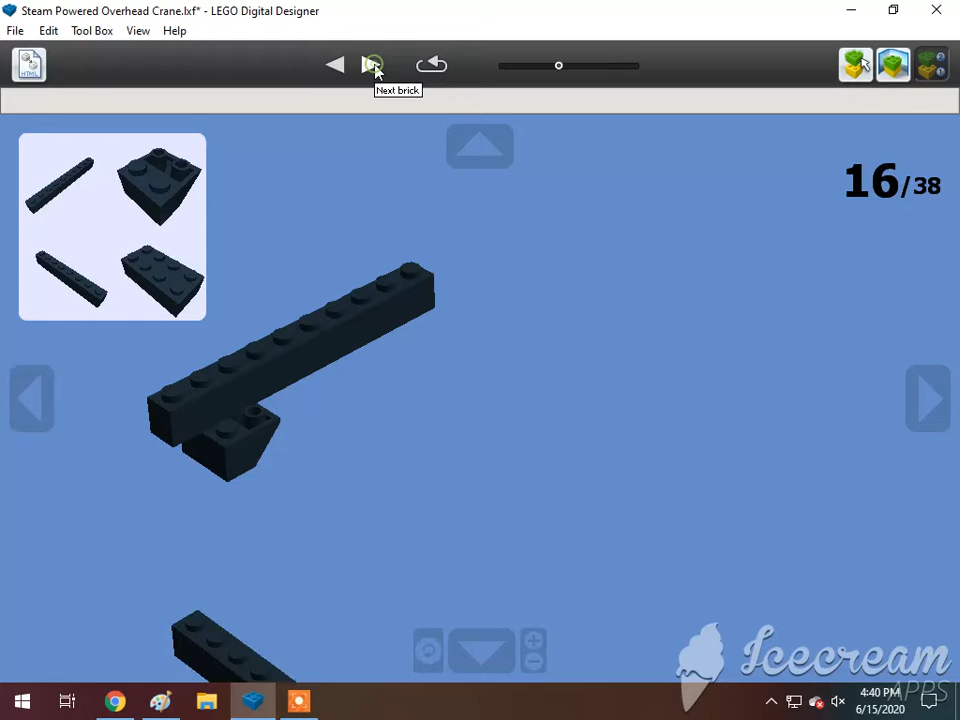 Steam Powered Overhead Crane.lxf* - LEGO Digital Designer
File Edit Tool Box View Help
HTML
Next brick
16/38
Icecream
APPS
4:40 PM
6/15/2020